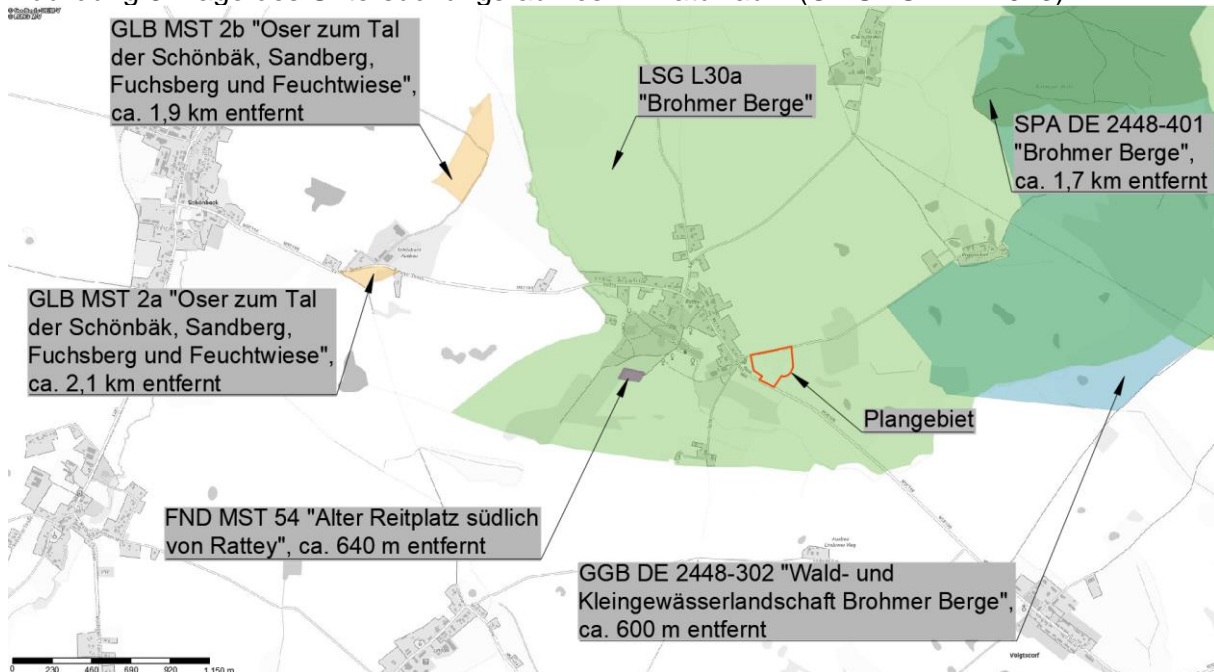 GLB MST 2b "Oser zum Tal
der Schönbäk, Sandberg,
Fuchsberg und Feuchtwiese",
ca. 1,9 km entfernt
LSG L30a
"Brohmer Berge"
SPA DE 2448-401
"Brohmer Berge",
ca. 1,7 km entfernt
Schönbeck
GLB MST 2a "Oser zum Tal
der Schönbäk, Sandberg,
Fuchsberg und Feuchtwiese",
ca. 2,1 km entfernt
Plangebiet
FND MST 54 "Alter Reitplatz südlich
von Rattey", ca. 640 m entfernt
GGB DE 2448-302 "Wald- und
Kleingewässerlandschaft Brohmer Berge",
ca. 600 m entfernt
Voigtsdorf
0 230 460 690 920 1.150 m